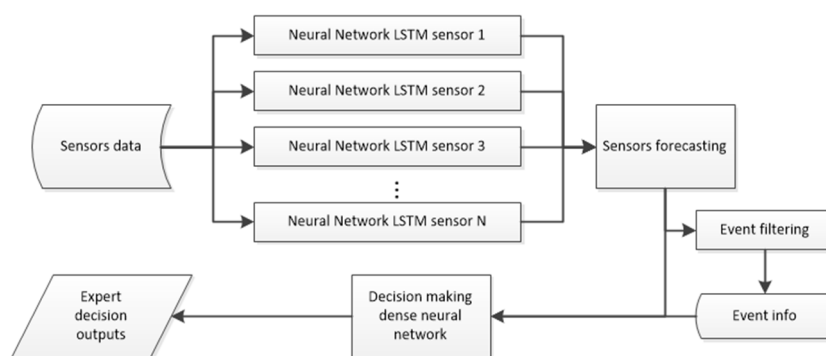 Neural Network LSTM sensor 1
Neural Network LSTM sensor 2
Sensors data
Neural Network LSTM sensor 3
Sensors forecasting
⋮
Neural Network LSTM sensor N
Event filtering
Expert
decision
outputs
Decision making
dense neural
network
Event info